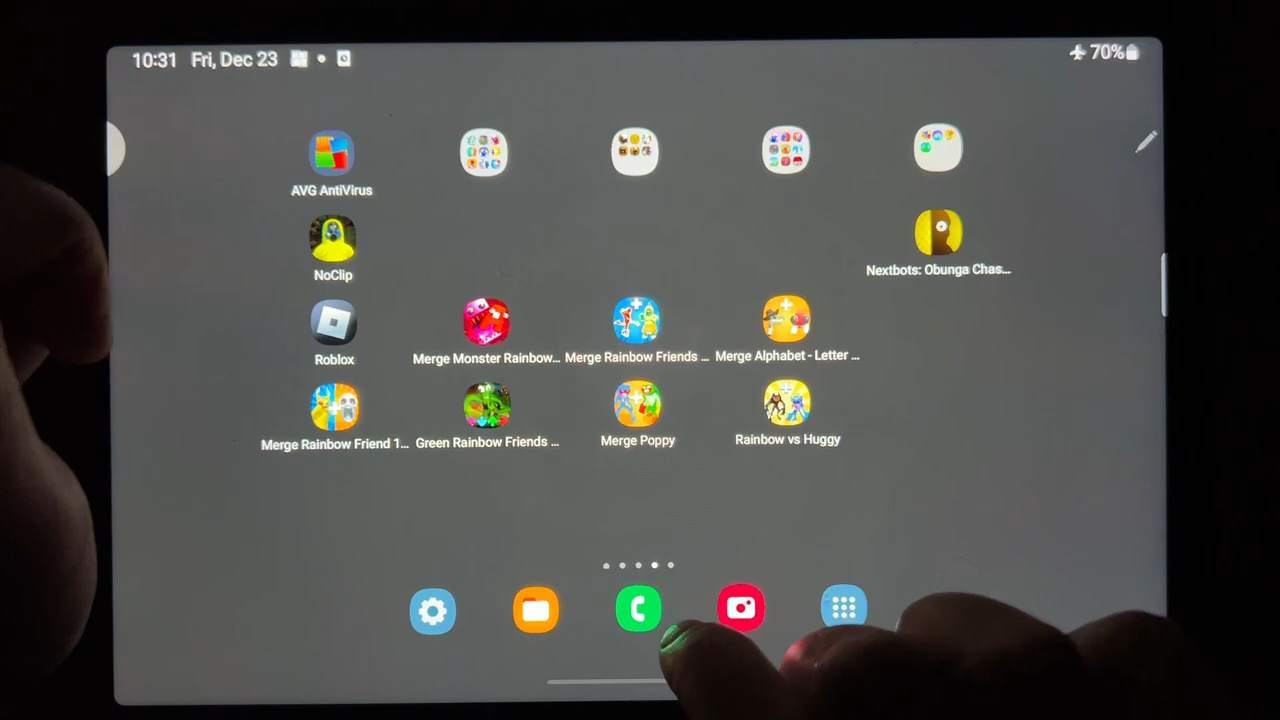 10:31 Fri, Dec 23
70%
AVG AntiVirus
NoClip
Nextbots: Obunga Chas...
Roblox
Merge Monster Rainbow...
Merge Rainbow Friends ...
Merge Alphabet - Letter ...
Merge Rainbow Friend 1...
Green Rainbow Friends ...
Merge Poppy
Rainbow vs Huggy